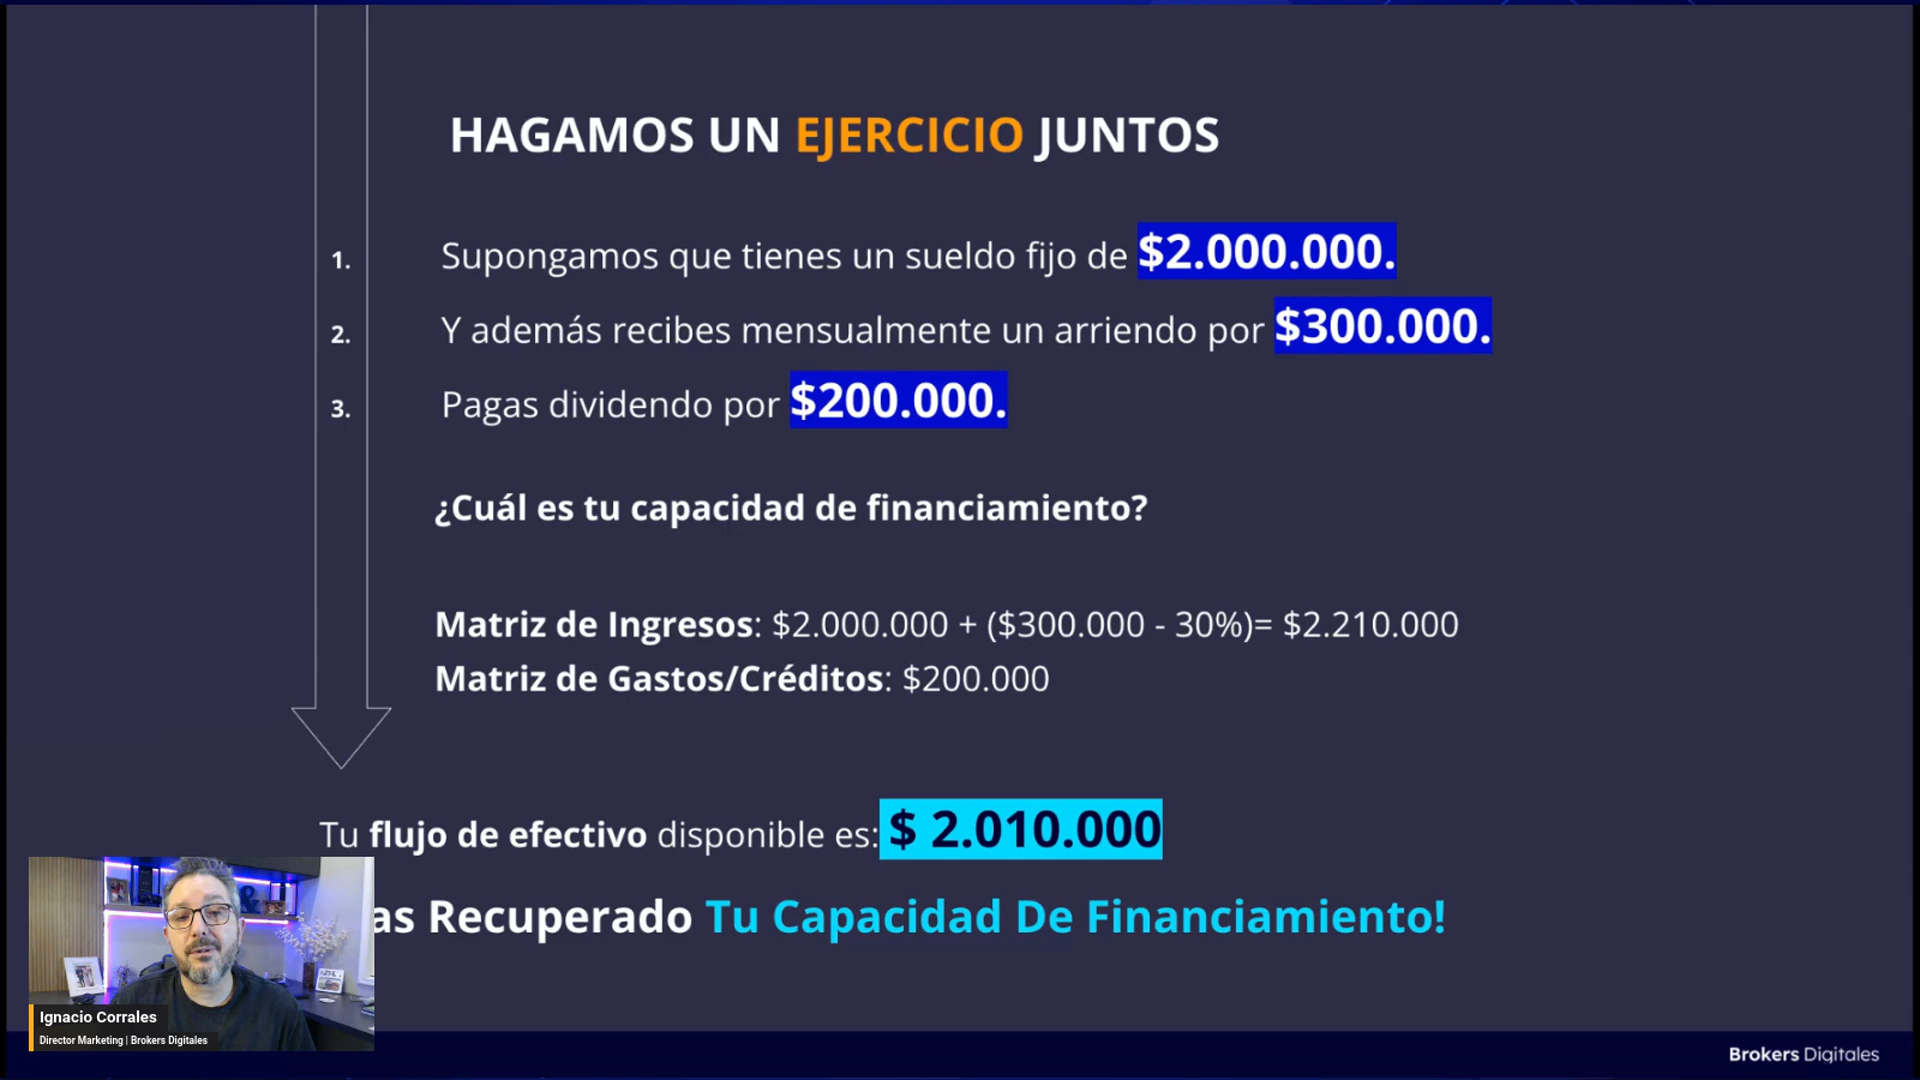 HAGAMOS UN EJERCICIO JUNTOS
1. Supongamos que tienes un sueldo fijo de $2.000.000.
2. Y además recibes mensualmente un arriendo por $300.000.
3. Pagas dividendo por $200.000.
¿Cuál es tu capacidad de financiamiento?
Matriz de Ingresos: $2.000.000 + ($300.000 - 30%)= $2.210.000
Matriz de Gastos/Créditos: $200.000
Tu flujo de efectivo disponible es: $ 2.010.000
as Recuperado Tu Capacidad De Financiamiento!
Ignacio Corrales
Director Marketing | Brokers Digitales
Brokers Digitales